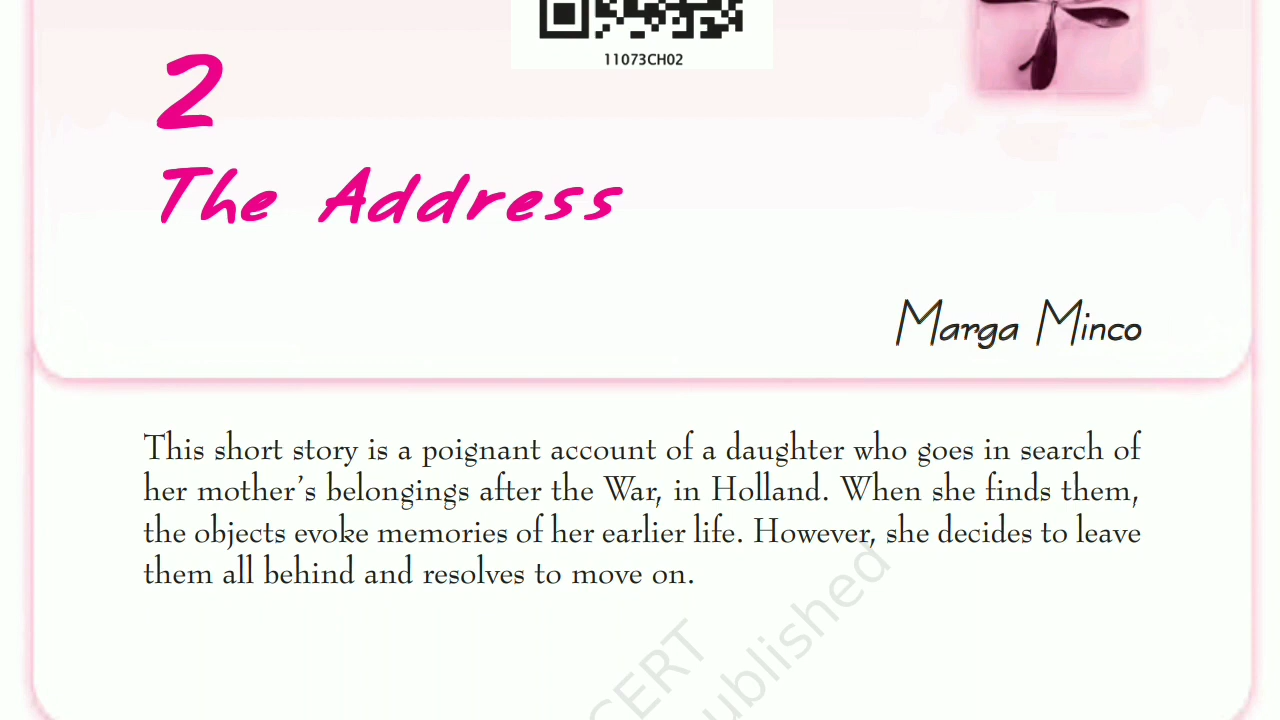 11073CH02
2
The Address
Marga Minco
This short story is a poignant account of a daughter who goes in search of
her mother's belongings after the War, in Holland. When she finds them,
the objects evoke memories of her earlier life. However, she decides to leave
them all behind and resolves to move on.
CERT
ublished